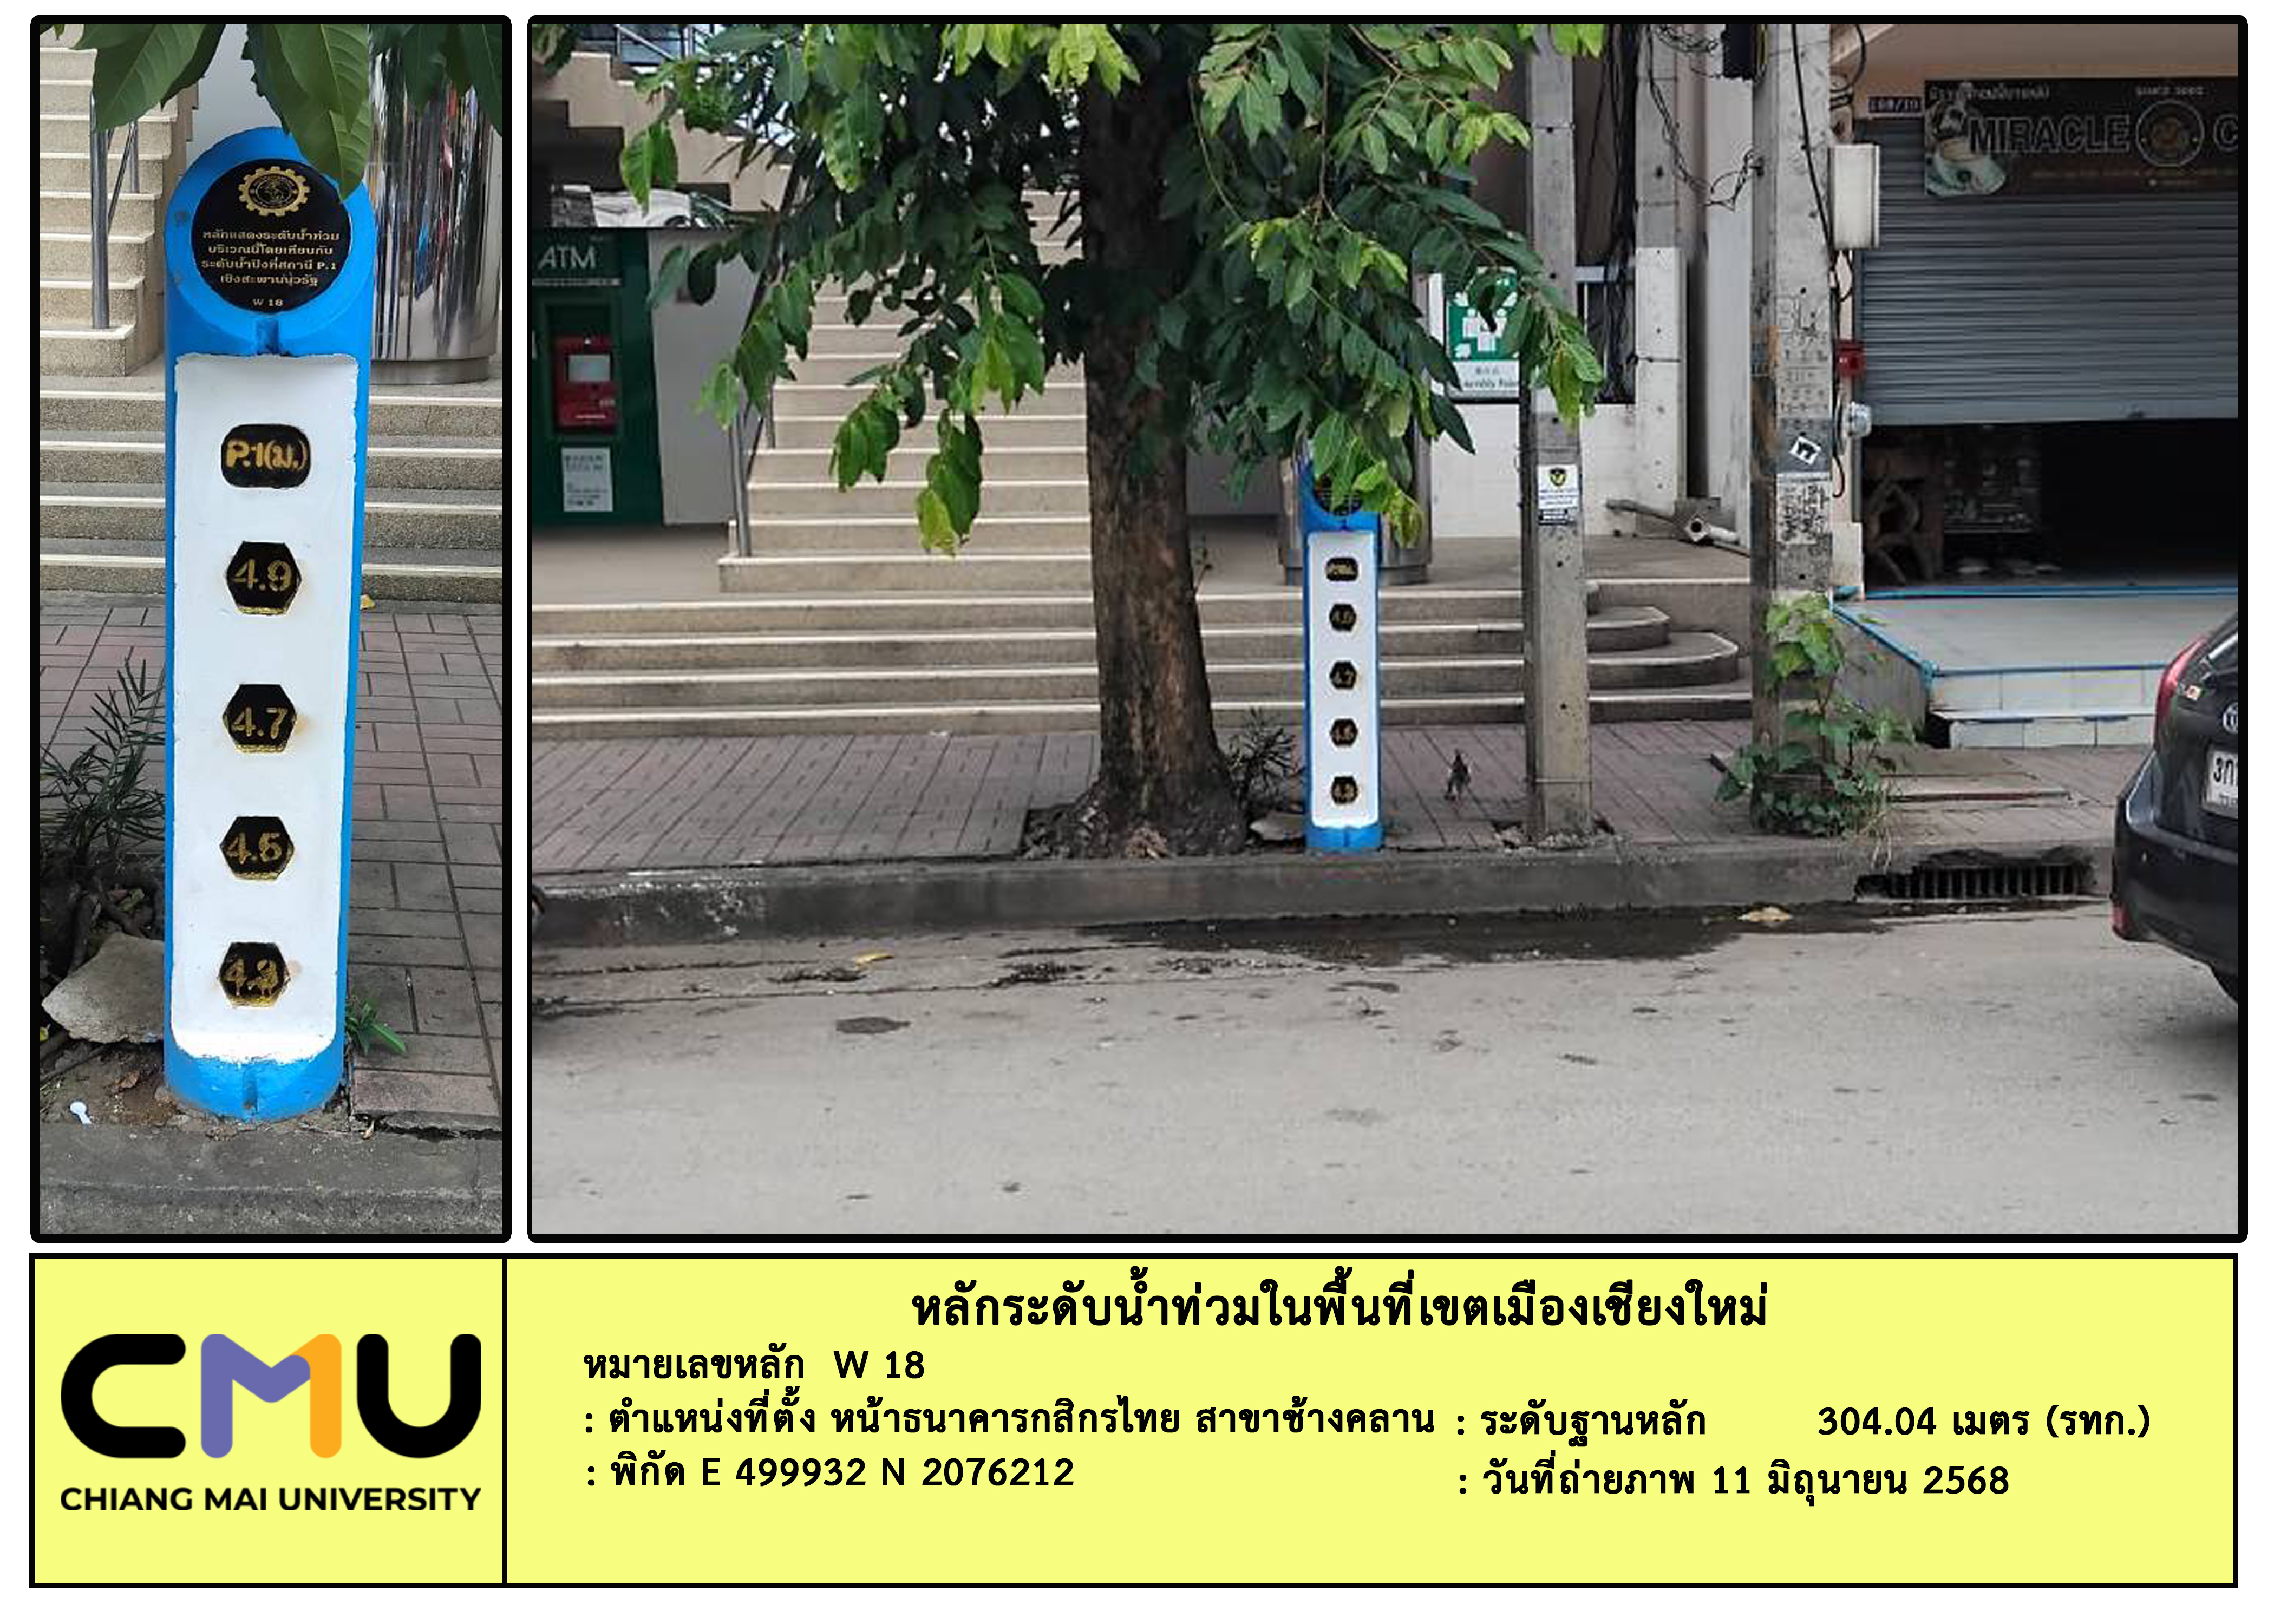 หลักแสดงระดับน้ำท่วม
บริเวณนี้โดยเทียบกับ
ระดับน้ำปิงที่สถานี P.1
เชิงสะพานนวรัฐ
W 18
P.1(ม.)
4.9
4.7
4.5
4.3
ATM
MIRACLE
หลักระดับน้ำท่วมในพื้นที่เขตเมืองเชียงใหม่
หมายเลขหลัก W 18
: ตำแหน่งที่ตั้ง หน้าธนาคารกสิกรไทย สาขาช้างคลาน : ระดับฐานหลัก 304.04 เมตร (รทก.)
: พิกัด E 499932 N 2076212 : วันที่ถ่ายภาพ 11 มิถุนายน 2568
CMU
CHIANG MAI UNIVERSITY